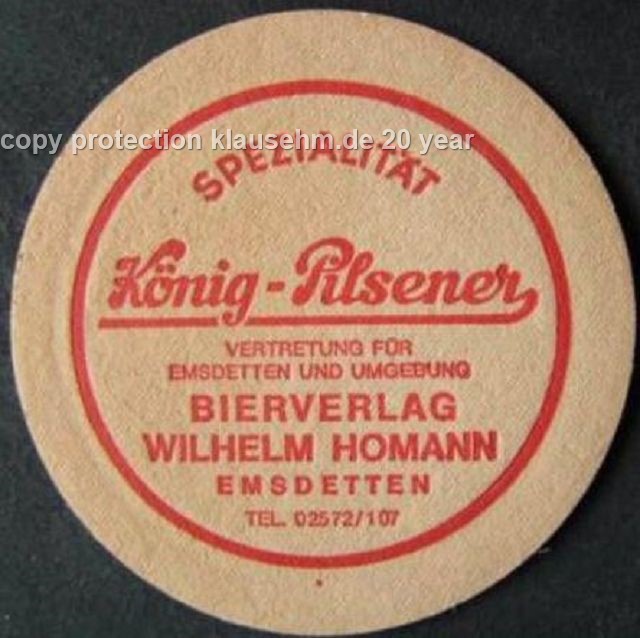 copy protection klausehm.de 20 year
SPEZIALITÄT
König-Pilsener
VERTRETUNG FÜR
EMSDETTEN UND UMGEBUNG
BIERVERLAG
WILHELM HOMANN
EMSDETTEN
TEL. 02572/107